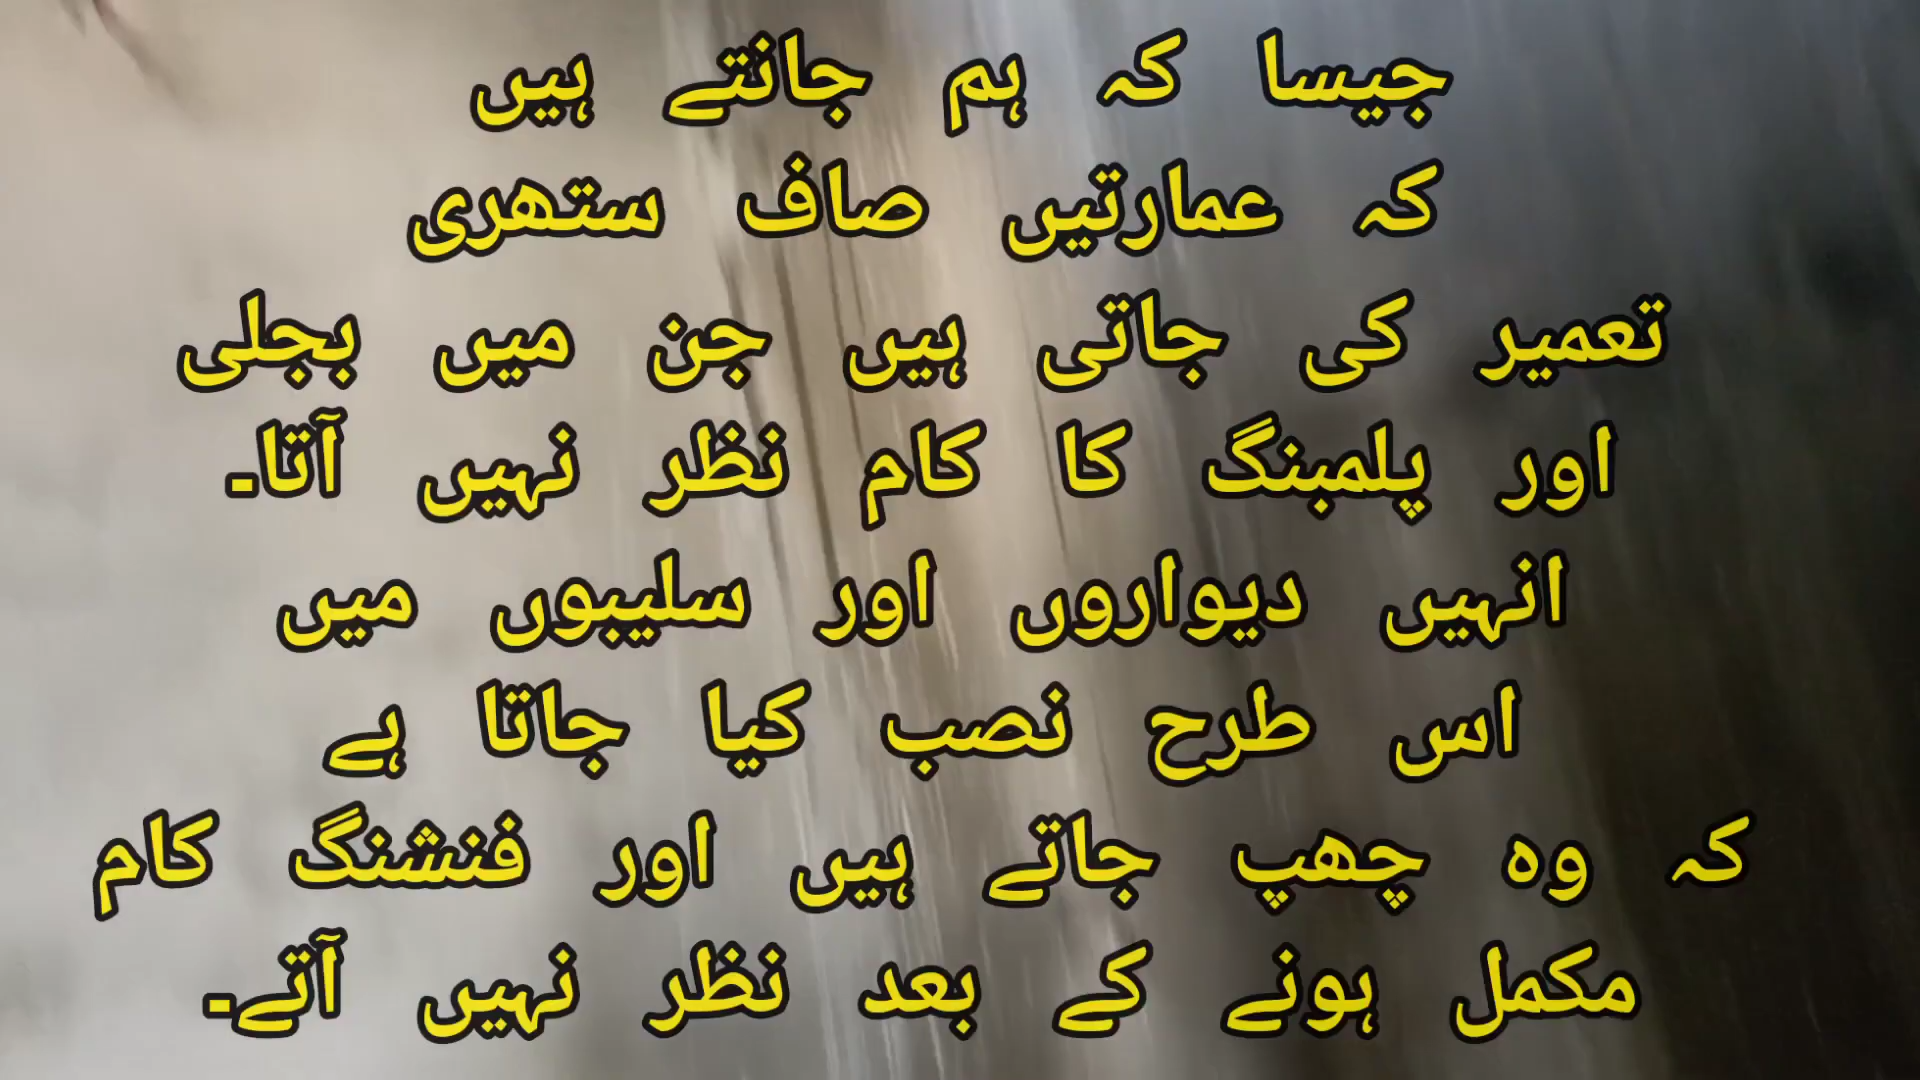 جیسا کہ ہم جانتے ہیں
کہ عمارتیں صاف ستھری
تعمیر کی جاتی ہیں جن میں بجلی
اور پلمبنگ کا کام نظر نہیں آتا۔
انہیں دیواروں اور سلیبوں میں
اس طرح نصب کیا جاتا ہے
کہ وہ چھپ جاتے ہیں اور فنشنگ کام
مکمل ہونے کے بعد نظر نہیں آتے۔